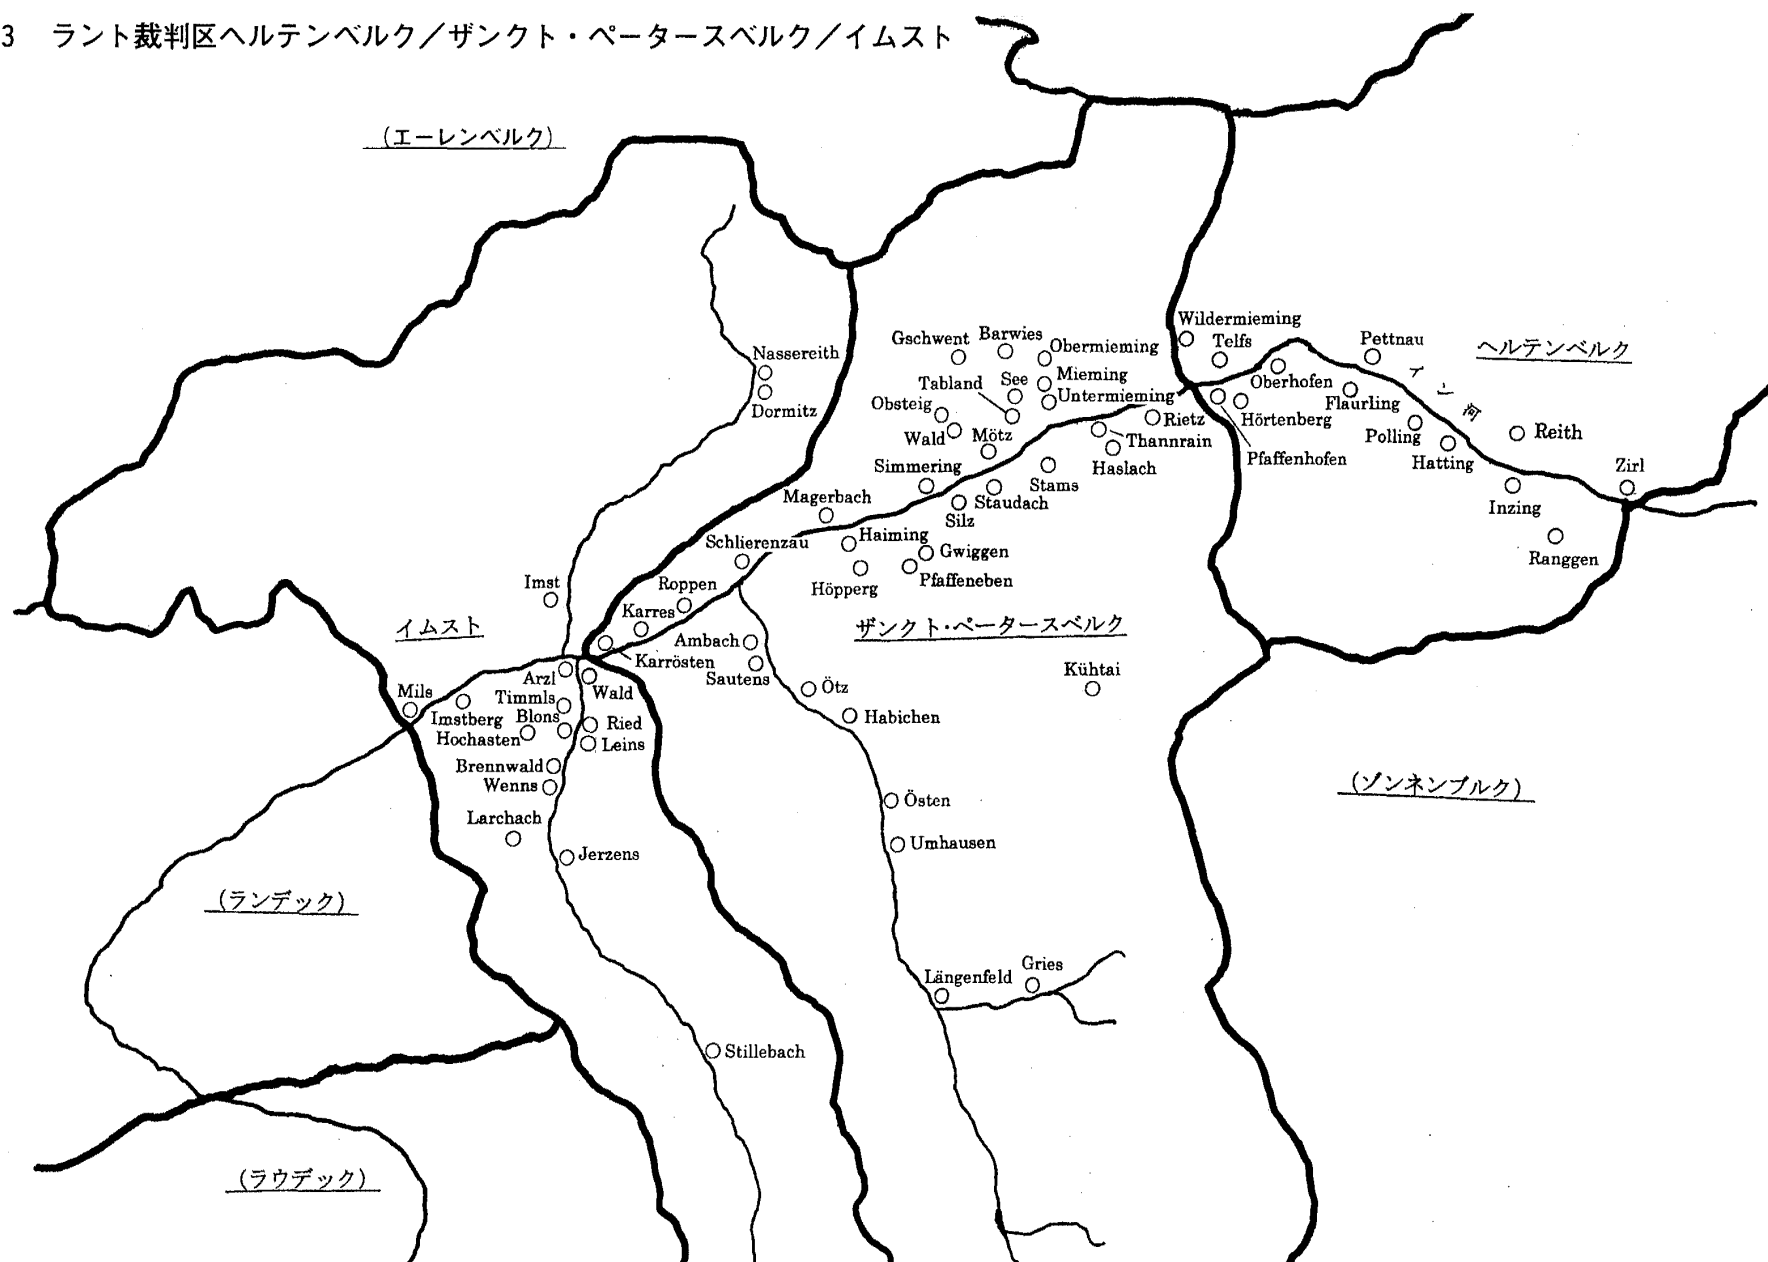 3　ラント裁判区ヘルテンベルク／ザンクト・ペータースベルク／イムスト
(エーレンベルク)
Wildermieming
Telfs
Pettnau
ヘルテンベルク
Gschwent
Barwies
Obermieming
Nassereith
Mieming
Tabland
See
Untermieming
Oberhofen
イン河
Dormitz
Obsteig
Flaurling
Rietz
Hörtenberg
Wald
Mötz
Thannrain
Polling
Reith
Simmering
Haslach
Pfaffenhofen
Hatting
Zirl
Magerbach
Stams
Staudach
Silz
Inzing
Schlierenzau
Haiming
Gwiggen
Ranggen
Imst
Roppen
Höpperg
Pfaffeneben
Karres
イムスト
ザンクト・ペータースベルク
Ambach
Karrösten
Kühtai
Arzl
Sautens
Ötz
Mils
Timmls
Wald
Imstberg
Blons
Ried
Habichen
Hochasten
Leins
Brennwald
Wenns
(ゾンネンブルク)
Östen
Larchach
Umhausen
Jerzens
(ランデック)
Längenfeld
Gries
Stillebach
(ラウデック)